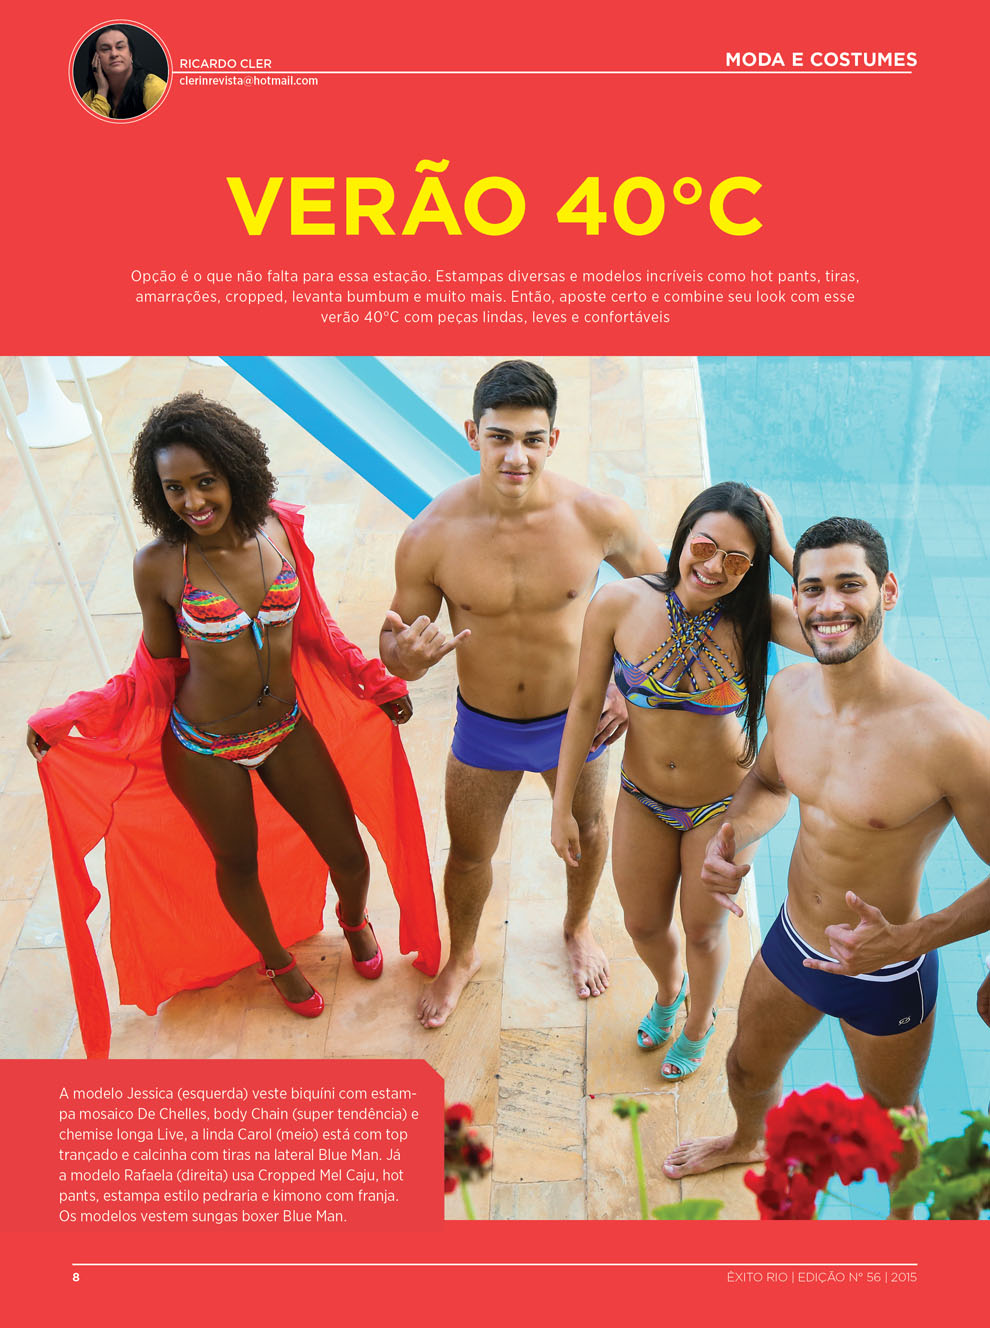 RICARDO CLER
clerinrevista@hotmail.com
MODA E COSTUMES
VERÃO 40°C
Opção é o que não falta para essa estação. Estampas diversas e modelos incríveis como hot pants, tiras,
amarrações, cropped, levanta bumbum e muito mais. Então, aposte certo e combine seu look com esse
verão 40°C com peças lindas, leves e confortáveis
A modelo Jessica (esquerda) veste biquíni com estam-
pa mosaico De Chelles, body Chain (super tendência) e
chemise longa Live, a linda Carol (meio) está com top
trançado e calcinha com tiras na lateral Blue Man. Já
a modelo Rafaela (direita) usa Cropped Mel Caju, hot
pants, estampa estilo pedraria e kimono com franja.
Os modelos vestem sungas boxer Blue Man.
8
ÊXITO RIO | EDIÇÃO Nº 56 | 2015